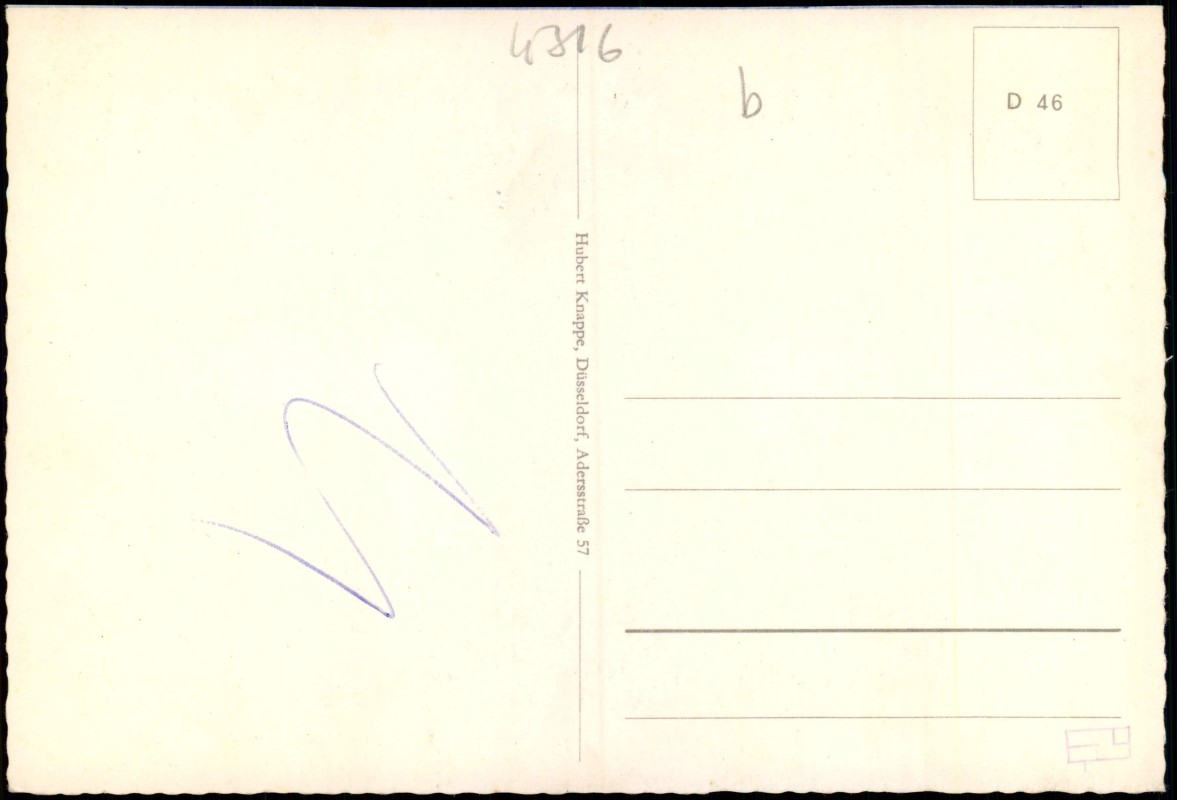 4316
b
D 46
Hubert Knappe, Düsseldorf, Adersstraße 57